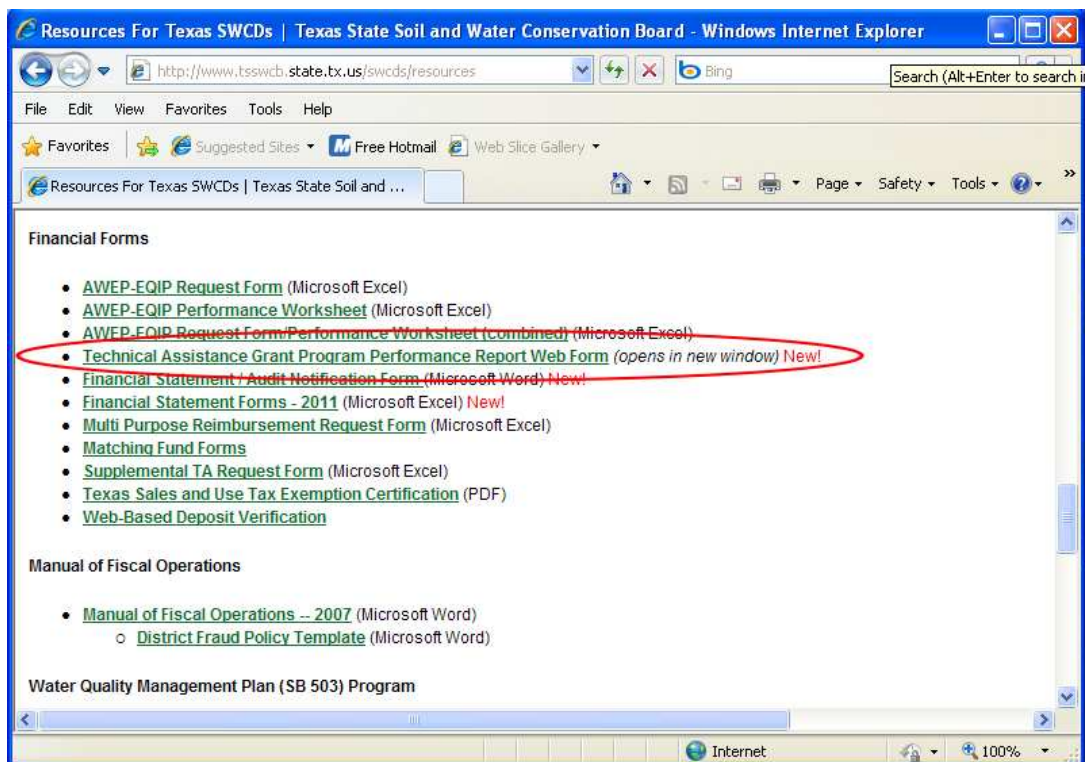 Resources For Texas SWCDs | Texas State Soil and Water Conservation Board - Windows Internet Explorer
http://www.tsswcb.state.tx.us/swcds/resources
Bing
Search (Alt+Enter to search i
File Edit View Favorites Tools Help
Favorites Suggested Sites Free Hotmail Web Slice Gallery
Resources For Texas SWCDs | Texas State Soil and ...
Page Safety Tools »
Financial Forms
• AWEP-EQIP Request Form (Microsoft Excel)
• AWEP-EQIP Performance Worksheet (Microsoft Excel)
• AWEP-EQIP Request Form/Performance Worksheet (combined) (Microsoft Excel)
• Technical Assistance Grant Program Performance Report Web Form (opens in new window) New!
• Financial Statement / Audit Notification Form (Microsoft Word) New!
• Financial Statement Forms - 2011 (Microsoft Excel) New!
• Multi Purpose Reimbursement Request Form (Microsoft Excel)
• Matching Fund Forms
• Supplemental TA Request Form (Microsoft Excel)
• Texas Sales and Use Tax Exemption Certification (PDF)
• Web-Based Deposit Verification
Manual of Fiscal Operations
• Manual of Fiscal Operations -- 2007 (Microsoft Word)
○ District Fraud Policy Template (Microsoft Word)
Water Quality Management Plan (SB 503) Program
Internet 100%